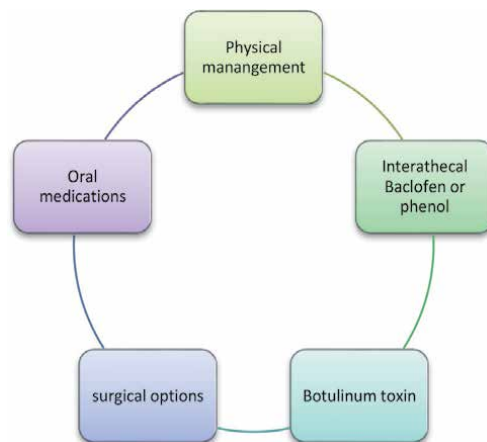 Physical
manangement
Interathecal
Baclofen or
phenol
Botulinum toxin
surgical options
Oral
medications